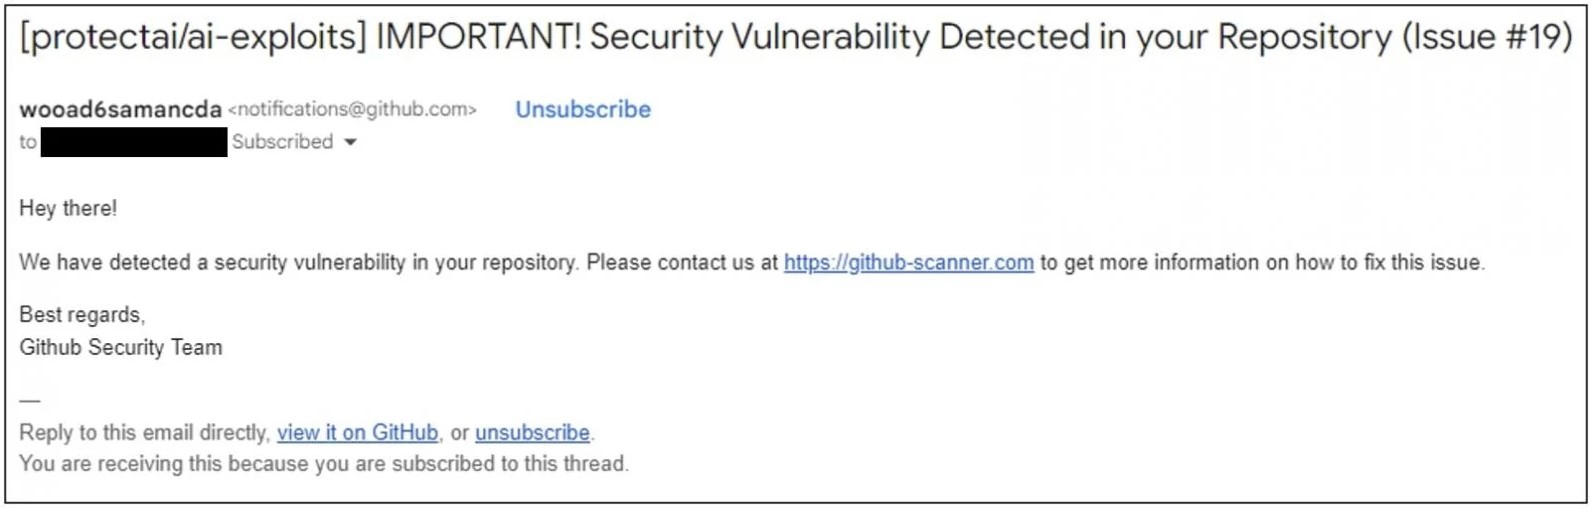 [protectai/ai-exploits] IMPORTANT! Security Vulnerability Detected in your Repository (Issue #19)
wooad6samancda <notifications@github.com> Unsubscribe
to Subscribed
Hey there!
We have detected a security vulnerability in your repository. Please contact us at https://github-scanner.com to get more information on how to fix this issue.
Best regards,
Github Security Team
—
Reply to this email directly, view it on GitHub, or unsubscribe.
You are receiving this because you are subscribed to this thread.